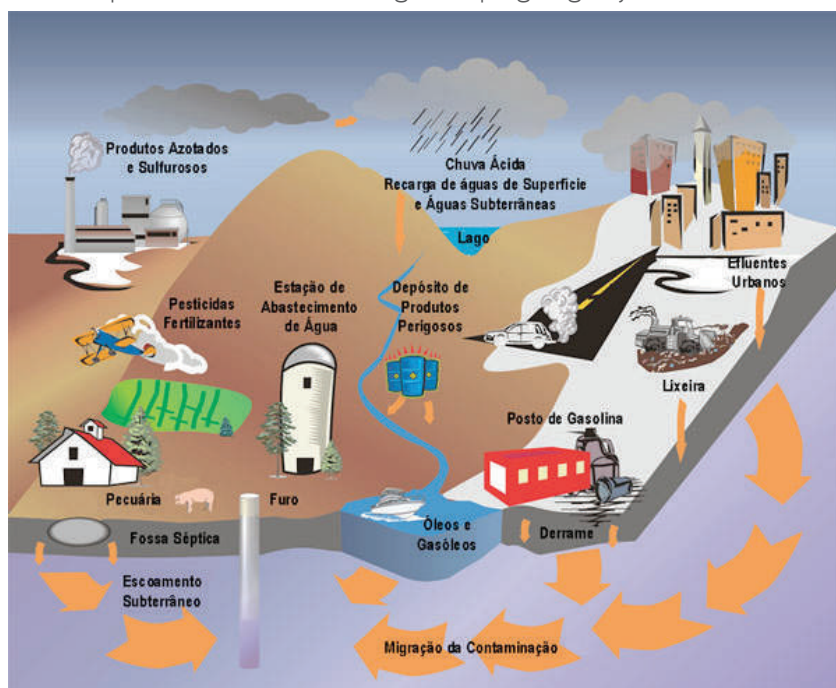 Produtos Azotados
e Sulfurosos
Chuva Ácida
Recarga de águas de Superfície
e Águas Subterrâneas
Lago
Efluentes
Urbanos
Pesticidas
Fertilizantes
Estação de
Abastecimento
de Água
Depósito de
Produtos
Perigosos
Lixeira
Posto de Gasolina
Pecuária
Furo
Fossa Séptica
Óleos e
Gasóleos
Derrame
Escoamento
Subterrâneo
Migração da Contaminação